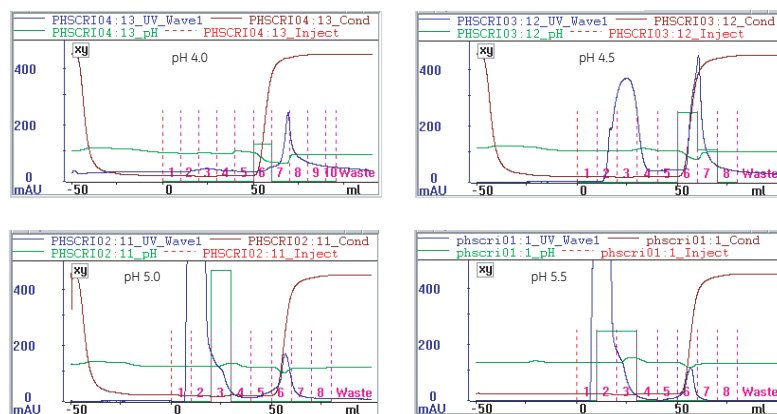 PHSCRI04:13_UV_Wave1 PHSCRI04:13_Cond
PHSCRI04:13_pH PHSCRI04:13_Inject
xy
pH 4.0
400
200
0
mAU
1 2 3 4 5 6 7 8 9 10 Waste
-50 0 50 ml
PHSCRI03:12_UV_Wave1 PHSCRI03:12_Cond
PHSCRI03:12_pH PHSCRI03:12_Inject
xy
pH 4.5
400
200
0
mAU
1 2 3 4 5 6 7 8 Waste
-50 0 50 ml
PHSCRI02:11_UV_Wave1 PHSCRI02:11_Cond
PHSCRI02:11_pH PHSCRI02:11_Inject
xy
pH 5.0
400
200
0
mAU
1 2 3 4 5 6 7 8 Waste
-50 0 50 ml
phscri01:1_UV_Wave1 phscri01:1_Cond
phscri01:1_pH phscri01:1_Inject
xy
pH 5.5
400
200
0
mAU
1 2 3 4 5 6 7 8 Waste
-50 0 50 ml